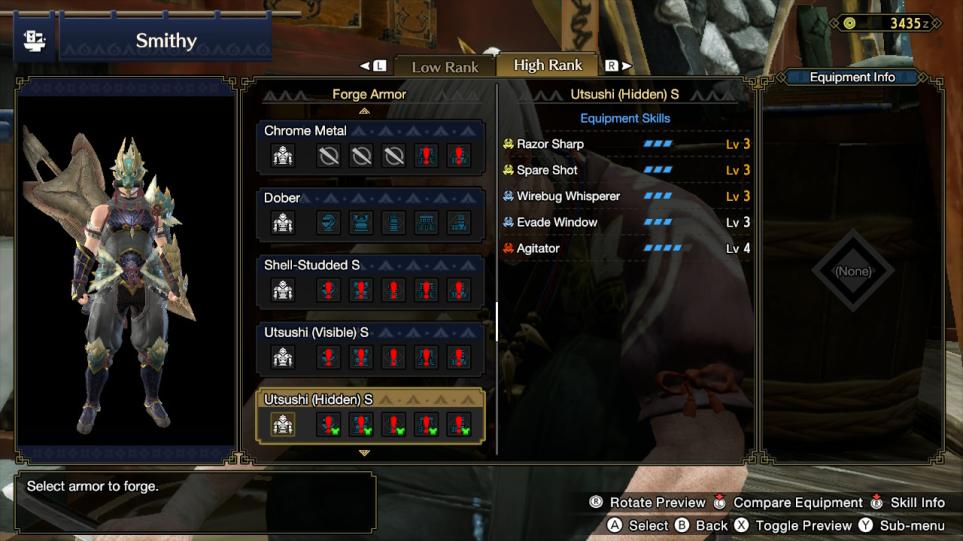 Smithy
3435z
L Low Rank High Rank R
Equipment Info
Forge Armor
Chrome Metal
Dober
Shell-Studded S
Utsushi (Visible) S
Utsushi (Hidden) S
Utsushi (Hidden) S
Equipment Skills
Razor Sharp Lv 3
Spare Shot Lv 3
Wirebug Whisperer Lv 3
Evade Window Lv 3
Agitator Lv 4
(None)
Select armor to forge.
R Rotate Preview L Compare Equipment R Skill Info
A Select B Back X Toggle Preview Y Sub-menu